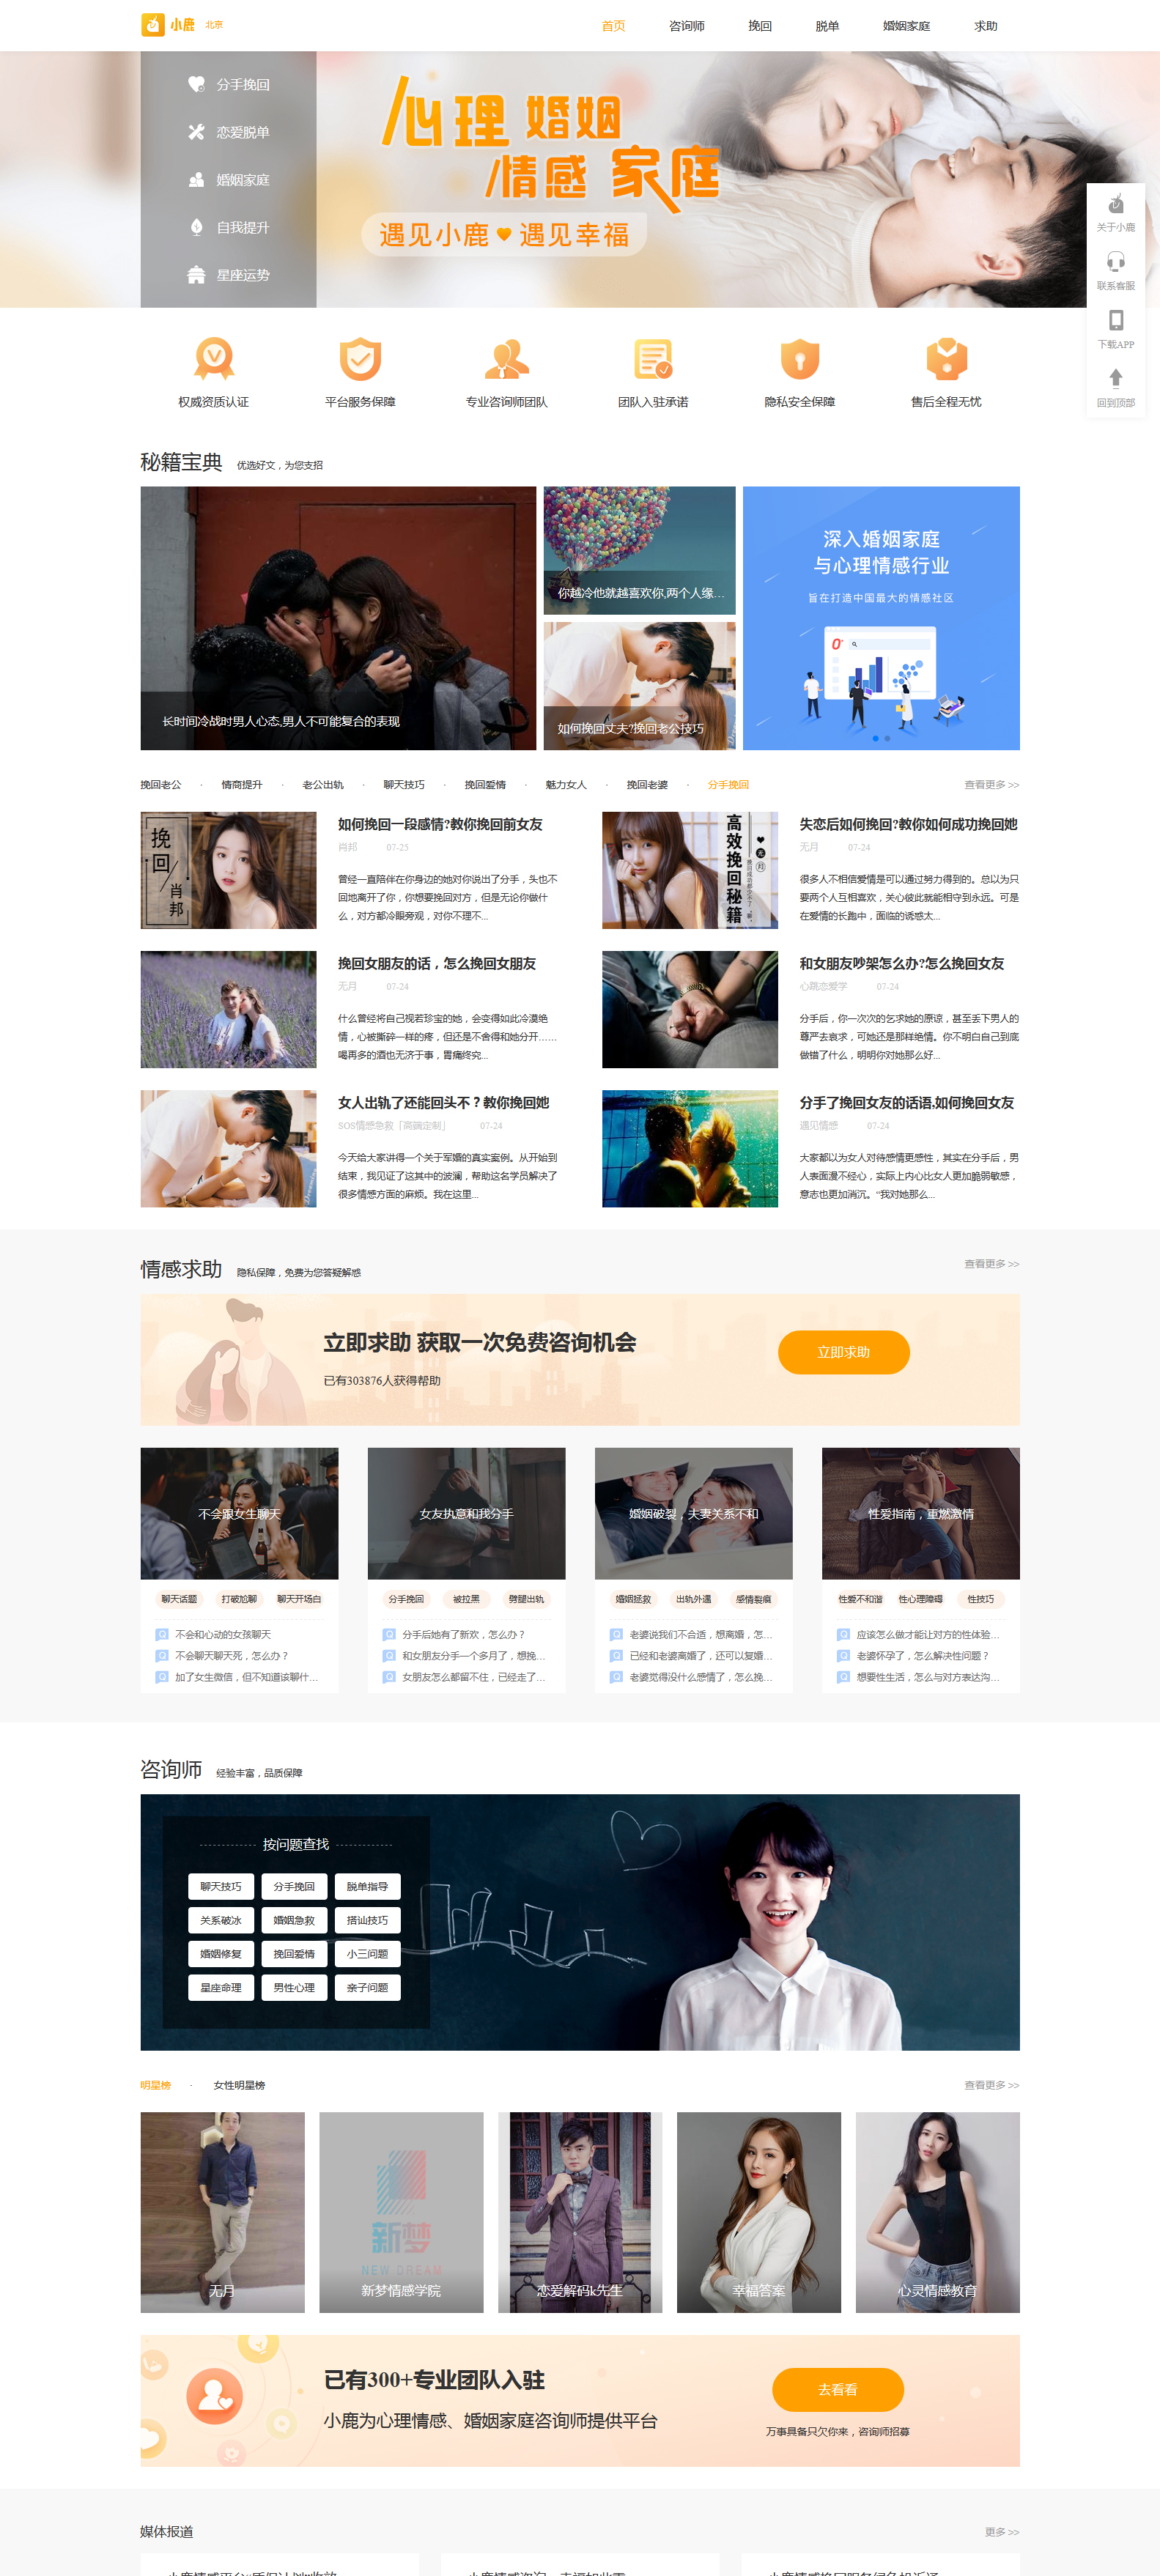 小鹿 北京
首页 咨询师 挽回 脱单 婚姻家庭 求助
分手挽回
恋爱脱单
婚姻家庭
自我提升
星座运势
心理 婚姻
情感 家庭
遇见小鹿 遇见幸福
关于小鹿
联系客服
下载APP
回到顶部
权威资质认证 平台服务保障 专业咨询师团队 团队入驻承诺 隐私安全保障 售后全程无忧
秘籍宝典 优选好文，为您支招
长时间冷战时男人心态,男人不可能复合的表现
你越冷他就越喜欢你,两个人缘...
如何挽回丈夫?挽回老公技巧
深入婚姻家庭
与心理情感行业
旨在打造中国最大的情感社区
挽回老公 · 情商提升 · 老公出轨 · 聊天技巧 · 挽回爱情 · 魅力女人 · 挽回老婆 · 分手挽回 查看更多 >>
挽回
肖邦
如何挽回一段感情?教你挽回前女友
肖邦 07-25
曾经一直陪伴在你身边的她对你说出了分手，头也不
回地离开了你，你想要挽回对方，但是无论你做什
么，对方都冷眼旁观，对你不理不...
高效挽回秘籍
失恋后如何挽回?教你如何成功挽回她
无月 07-24
很多人不相信爱情是可以通过努力得到的。总以为只
要两个人互相喜欢，关心彼此就能相守到永远。可是
在爱情的长跑中，面临的诱惑太...
挽回女朋友的话，怎么挽回女朋友
无月 07-24
什么曾经将自己视若珍宝的她，会变得如此冷漠绝
情，心被撕碎一样的疼，但还是不舍得和她分开……
喝再多的酒也无济于事，胃痛终究...
和女朋友吵架怎么办?怎么挽回女友
心跳恋爱学 07-24
分手后，你一次次的乞求她的原谅，甚至丢下男人的
尊严去哀求，可她还是那样绝情。你不明白自己到底
做错了什么，明明你对她那么好...
女人出轨了还能回头不？教你挽回她
SOS情感急救「高端定制」 07-24
今天给大家讲得一个关于军婚的真实案例。从开始到
结束，我见证了这其中的波澜，帮助这名学员解决了
很多情感方面的麻烦。我在这里...
分手了挽回女友的话语,如何挽回女友
遇见情感 07-24
大家都以为女人对待感情更感性，其实在分手后，男
人表面漫不经心，实际上内心比女人更加脆弱敏感，
意志也更加消沉。“我对她那么...
情感求助 隐私保障，免费为您答疑解惑 查看更多 >>
立即求助 获取一次免费咨询机会
已有303876人获得帮助
立即求助
不会跟女生聊天
聊天话题 打破尬聊 聊天开场白
不会和心动的女孩聊天
不会聊天聊天死，怎么办？
加了女生微信，但不知道该聊什...
女友执意和我分手
分手挽回 被拉黑 劈腿出轨
分手后她有了新欢，怎么办？
和女朋友分手一个多月了，想挽...
女朋友怎么都留不住，已经走了...
婚姻破裂，夫妻关系不和
婚姻拯救 出轨外遇 感情裂痕
老婆说我们不合适，想离婚，怎...
已经和老婆离婚了，还可以复婚...
老婆觉得没什么感情了，怎么挽...
性爱指南，重燃激情
性爱不和谐 性心理障碍 性技巧
应该怎么做才能让对方的性体验...
老婆怀孕了，怎么解决性问题？
想要性生活，怎么与对方表达沟...
咨询师 经验丰富，品质保障
按问题查找
聊天技巧 分手挽回 脱单指导
关系破冰 婚姻急救 搭讪技巧
婚姻修复 挽回爱情 小三问题
星座命理 男性心理 亲子问题
明星榜 · 女性明星榜 查看更多 >>
新梦
NEW DREAM
无月 新梦情感学院 恋爱解码k先生 幸福答案 心灵情感教育
已有300+专业团队入驻
小鹿为心理情感、婚姻家庭咨询师提供平台
去看看
万事具备只欠你来，咨询师招募
媒体报道 更多 >>